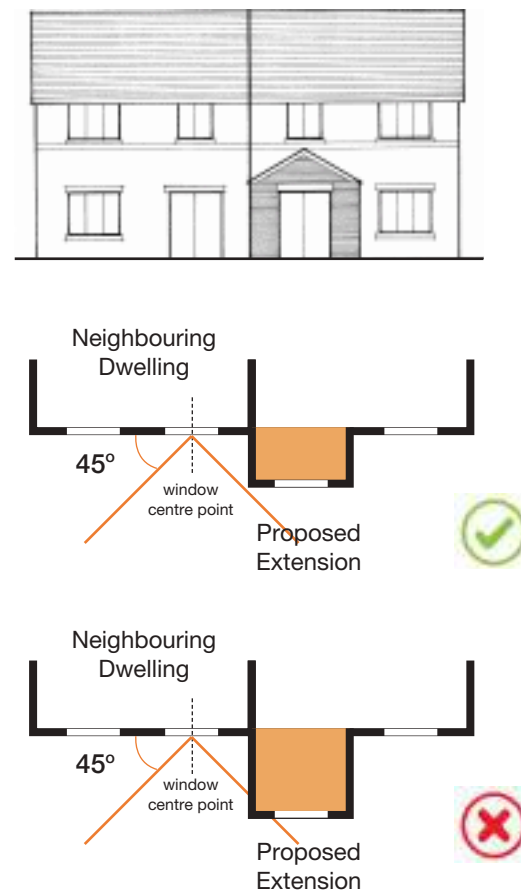 Neighbouring
Dwelling
45º
window
centre point
Proposed
Extension
Neighbouring
Dwelling
45º
window
centre point
Proposed
Extension